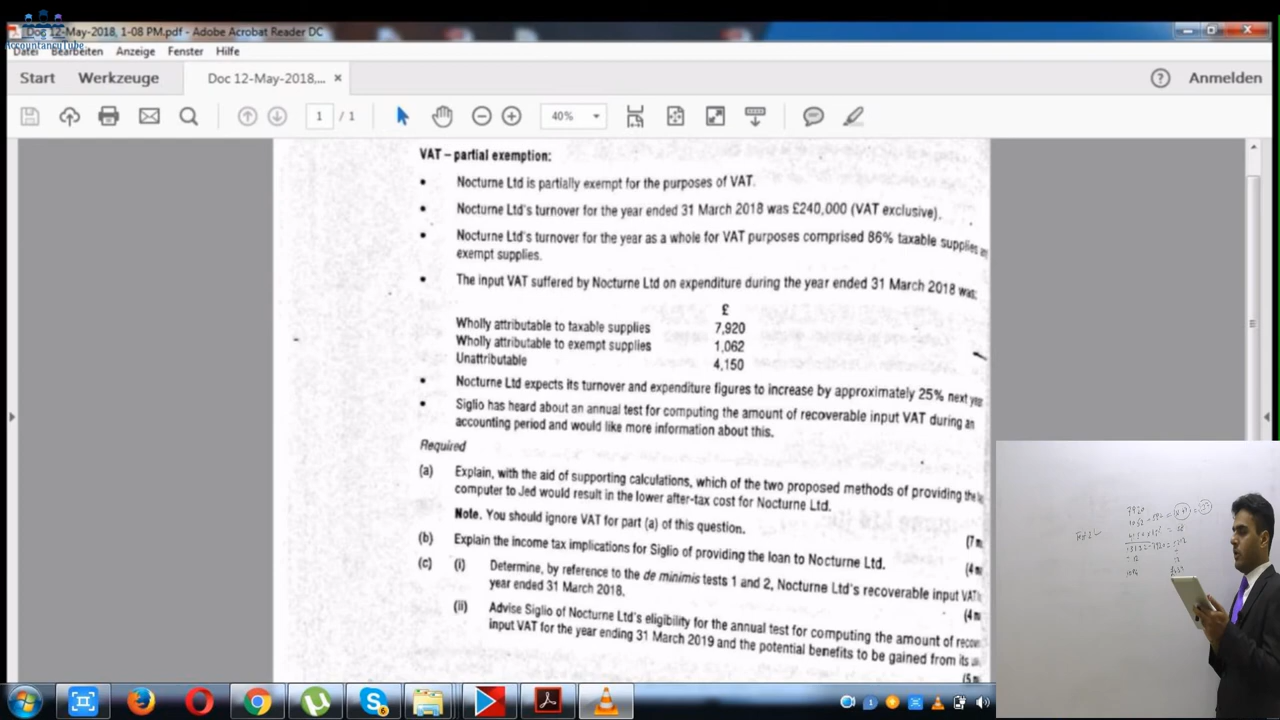 Doc 12-May-2018, 1-08 PM.pdf - Adobe Acrobat Reader DC
AccountancyTube
Datei Bearbeiten Anzeige Fenster Hilfe
Start Werkzeuge Doc 12-May-2018,... × ? Anmelden
1 / 1 40%
VAT – partial exemption:
• Nocturne Ltd is partially exempt for the purposes of VAT.
• Nocturne Ltd's turnover for the year ended 31 March 2018 was £240,000 (VAT exclusive).
• Nocturne Ltd's turnover for the year as a whole for VAT purposes comprised 86% taxable supplies
exempt supplies.
• The input VAT suffered by Nocturne Ltd on expenditure during the year ended 31 March 2018 was:
£
Wholly attributable to taxable supplies 7,920
Wholly attributable to exempt supplies 1,062
Unattributable 4,150
• Nocturne Ltd expects its turnover and expenditure figures to increase by approximately 25% next
• Siglio has heard about an annual test for computing the amount of recoverable input VAT during an
accounting period and would like more information about this.
Required
(a) Explain, with the aid of supporting calculations, which of the two proposed methods of providing the
computer to Jed would result in the lower after-tax cost for Nocturne Ltd.
Note. You should ignore VAT for part (a) of this question.
(7
(b) Explain the income tax implications for Siglio of providing the loan to Nocturne Ltd.
(4
(c) (i) Determine, by reference to the de minimis tests 1 and 2, Nocturne Ltd's recoverable input VAT
year ended 31 March 2018.
(4
(ii) Advise Siglio of Nocturne Ltd's eligibility for the annual test for computing the amount of
input VAT for the year ending 31 March 2019 and the potential benefits to be gained from its
(5